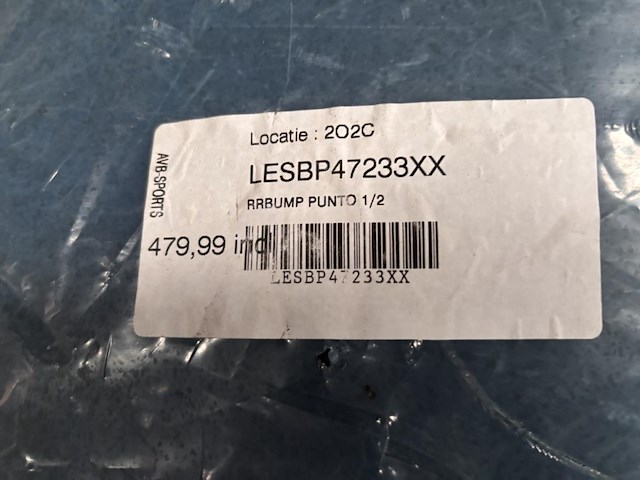 Locatie : 2O2C
LESBP47233XX
RRBUMP PUNTO 1/2
AVB-SPORTS
479,99 incl
LESBP47233XX